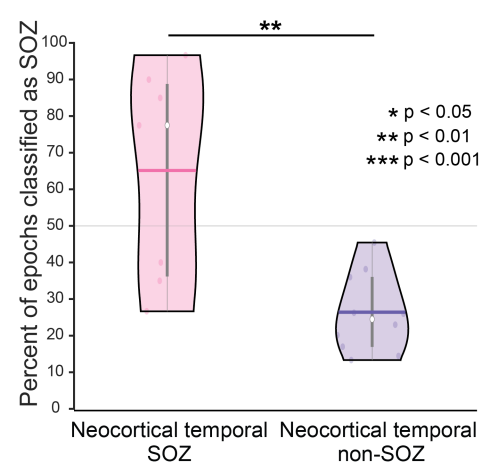 **
100
90
80
70
60
50
40
30
20
10
0
Percent of epochs classified as SOZ
* p < 0.05
** p < 0.01
*** p < 0.001
Neocortical temporal
SOZ
Neocortical temporal
non-SOZ